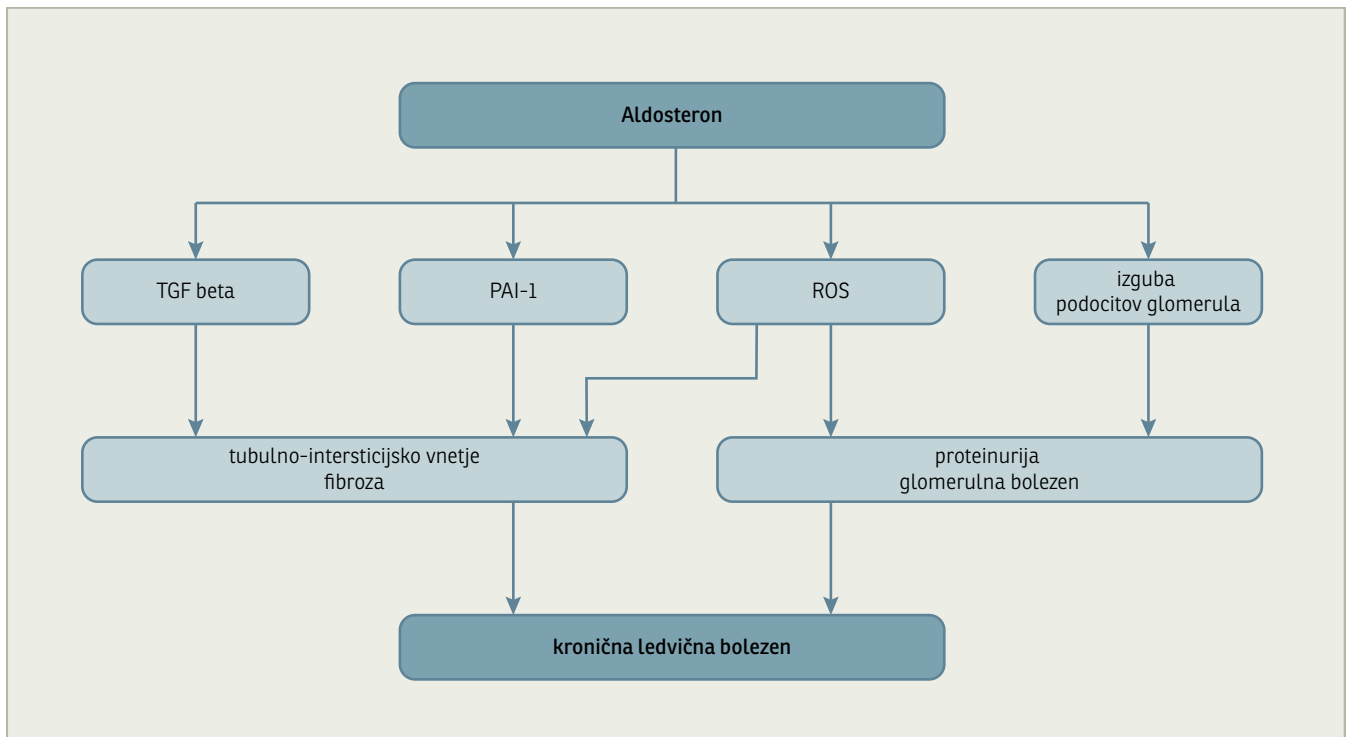 Aldosteron
TGF beta
PAI-1
ROS
izguba
podocitov glomerula
tubulno-intersticijsko vnetje
fibroza
proteinurija
glomerulna bolezen
kronična ledvična bolezen